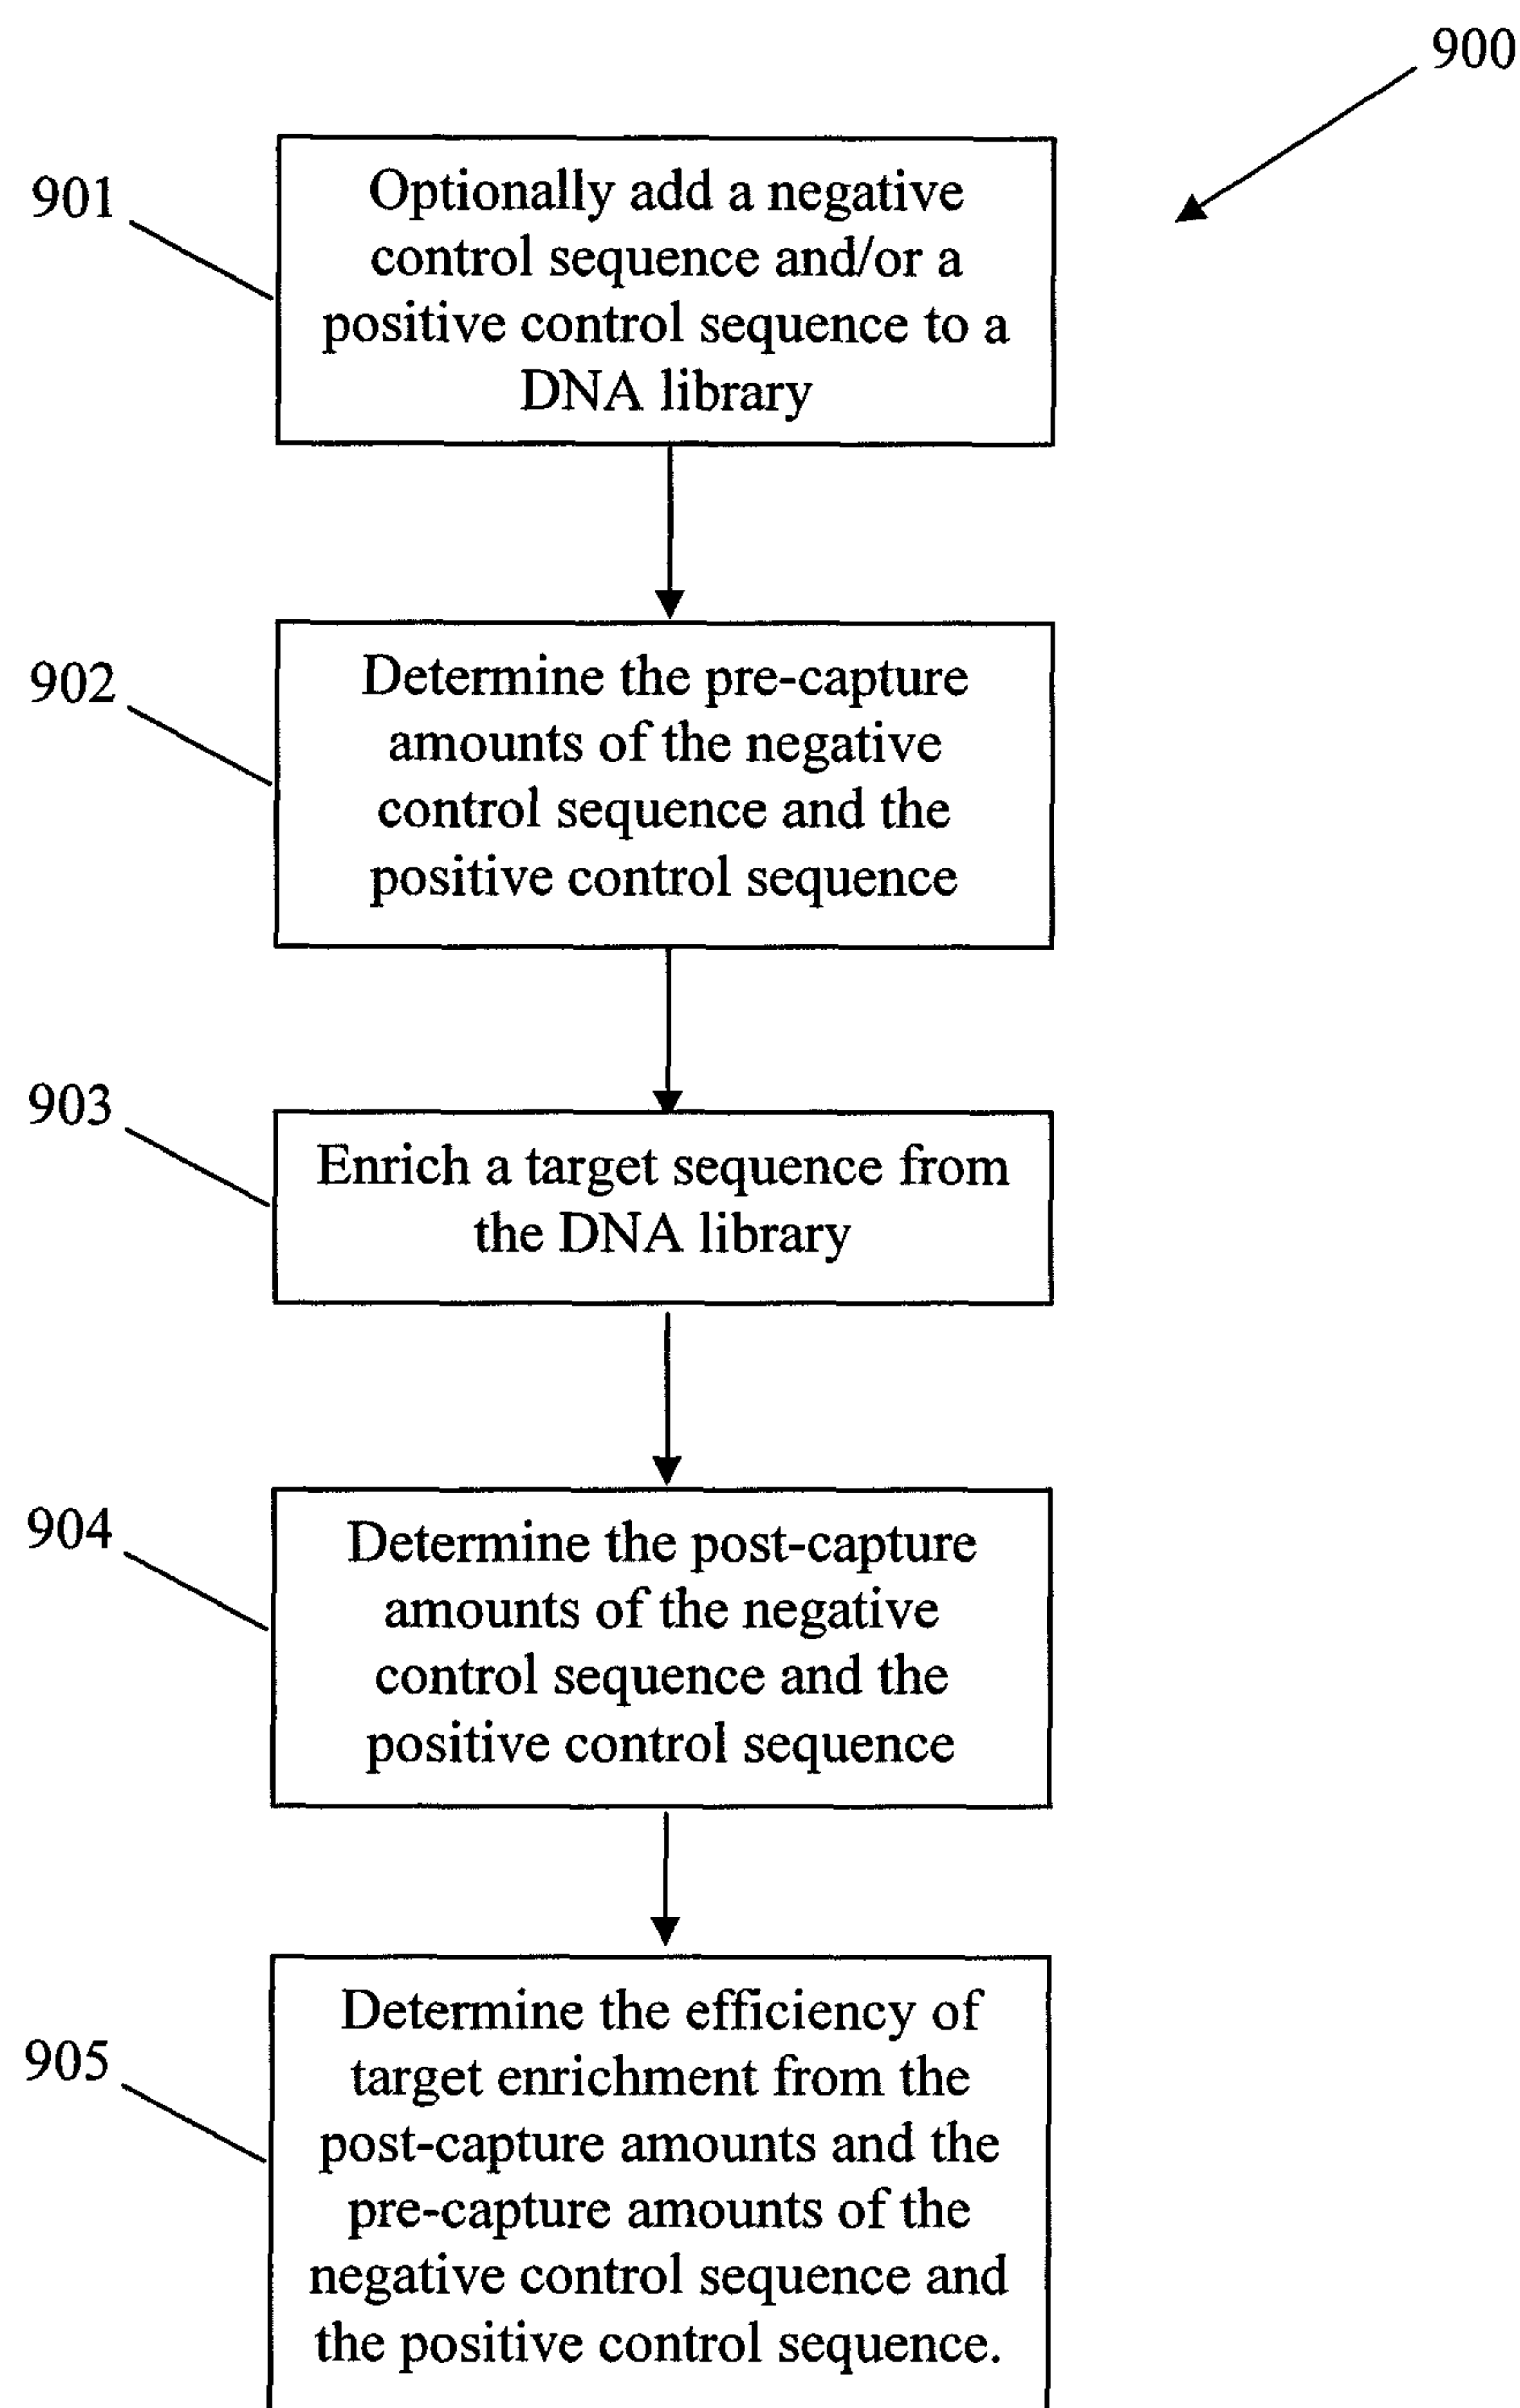 900
901
Optionally add a negative
control sequence and/or a
positive control sequence to a
DNA library
902
Determine the pre-capture
amounts of the negative
control sequence and the
positive control sequence
903
Enrich a target sequence from
the DNA library
904
Determine the post-capture
amounts of the negative
control sequence and the
positive control sequence
905
Determine the efficiency of
target enrichment from the
post-capture amounts and the
pre-capture amounts of the
negative control sequence and
the positive control sequence.